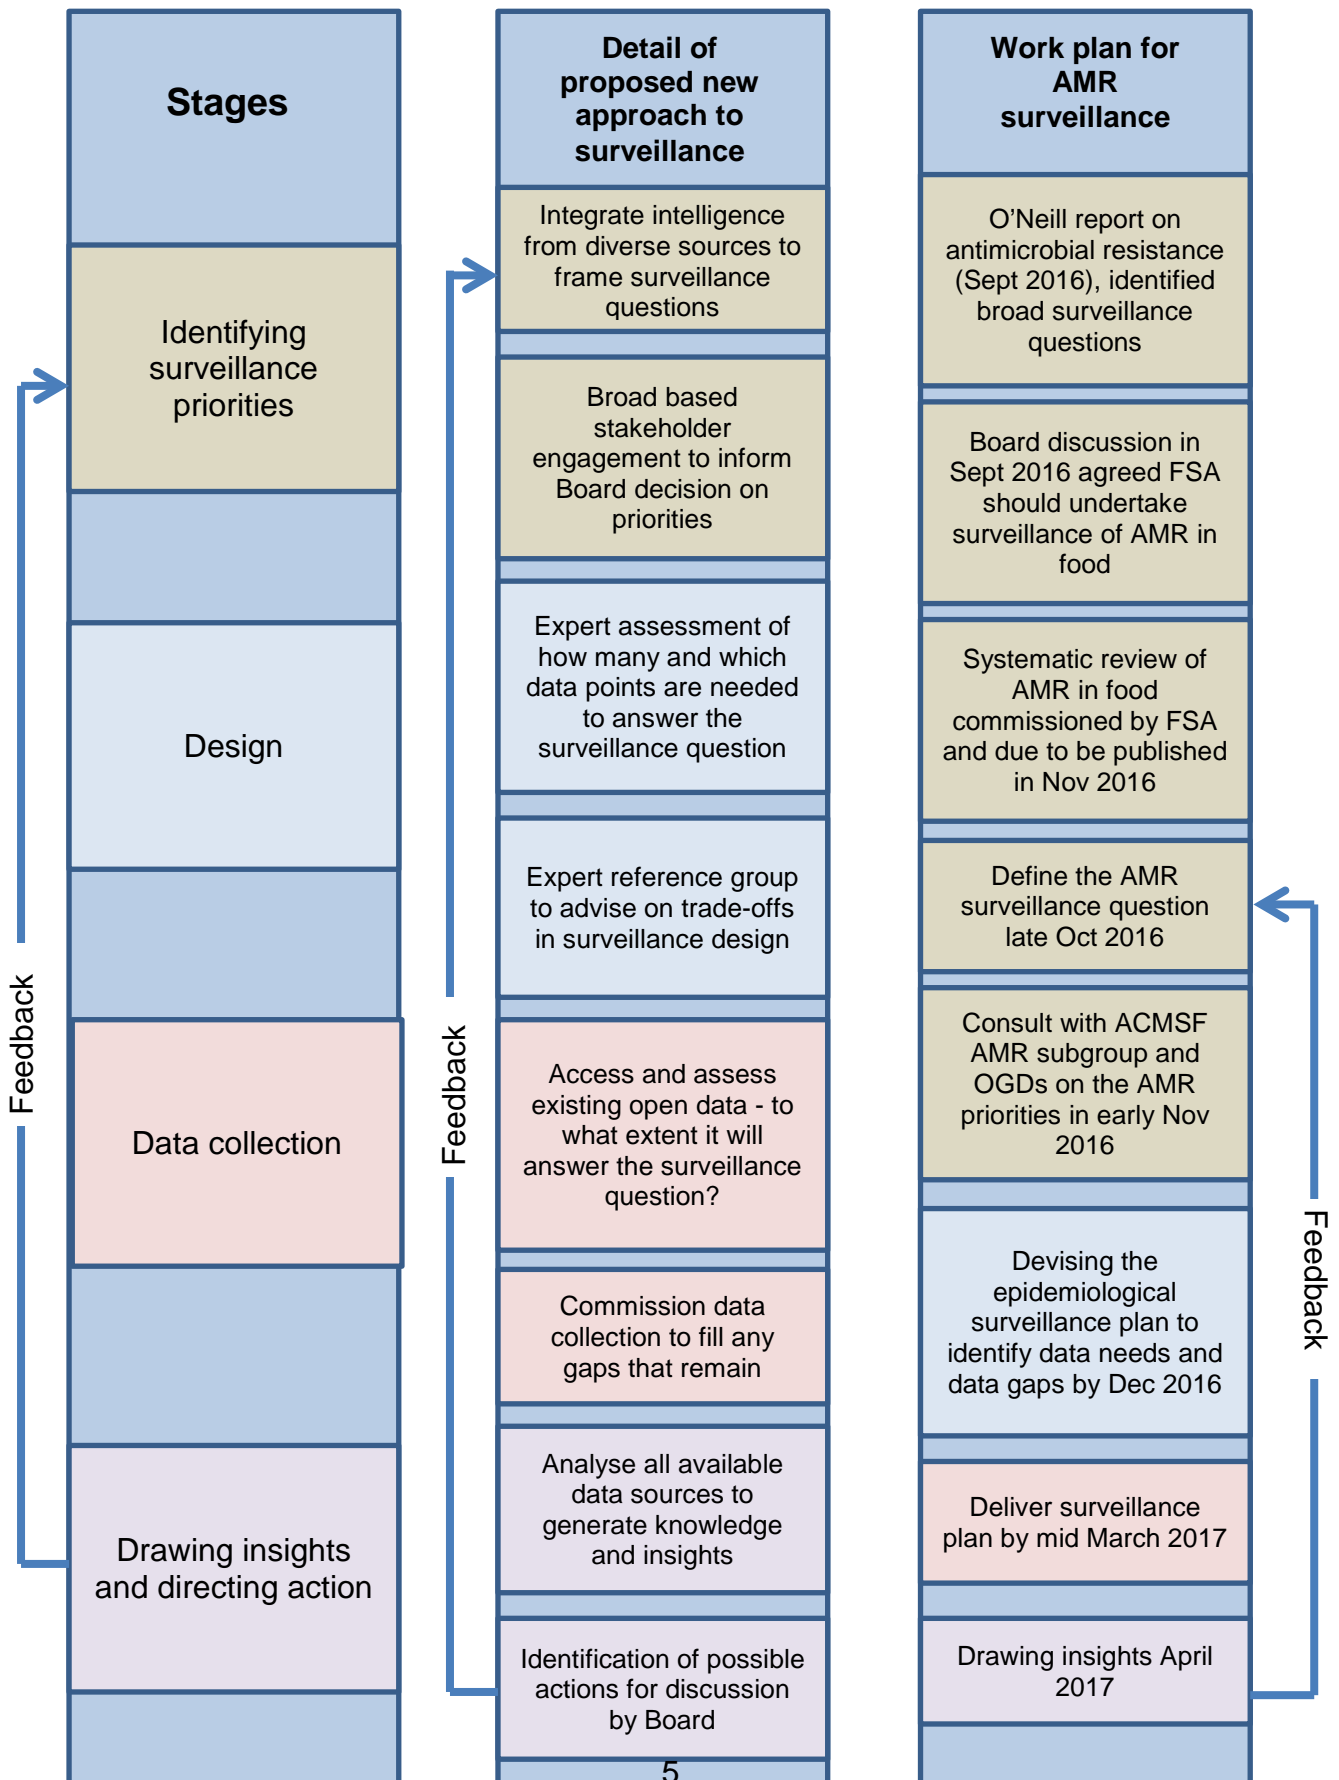 Stages
Identifying
surveillance
priorities
Design
Data collection
Drawing insights
and directing action
Feedback
Detail of
proposed new
approach to
surveillance
Integrate intelligence
from diverse sources to
frame surveillance
questions
Broad based
stakeholder
engagement to inform
Board decision on
priorities
Expert assessment of
how many and which
data points are needed
to answer the
surveillance question
Expert reference group
to advise on trade-offs
in surveillance design
Access and assess
existing open data - to
what extent it will
answer the surveillance
question?
Commission data
collection to fill any
gaps that remain
Analyse all available
data sources to
generate knowledge
and insights
Identification of possible
actions for discussion
by Board
Feedback
Work plan for
AMR
surveillance
O'Neill report on
antimicrobial resistance
(Sept 2016), identified
broad surveillance
questions
Board discussion in
Sept 2016 agreed FSA
should undertake
surveillance of AMR in
food
Systematic review of
AMR in food
commissioned by FSA
and due to be published
in Nov 2016
Define the AMR
surveillance question
late Oct 2016
Consult with ACMSF
AMR subgroup and
OGDs on the AMR
priorities in early Nov
2016
Devising the
epidemiological
surveillance plan to
identify data needs and
data gaps by Dec 2016
Deliver surveillance
plan by mid March 2017
Drawing insights April
2017
Feedback
5